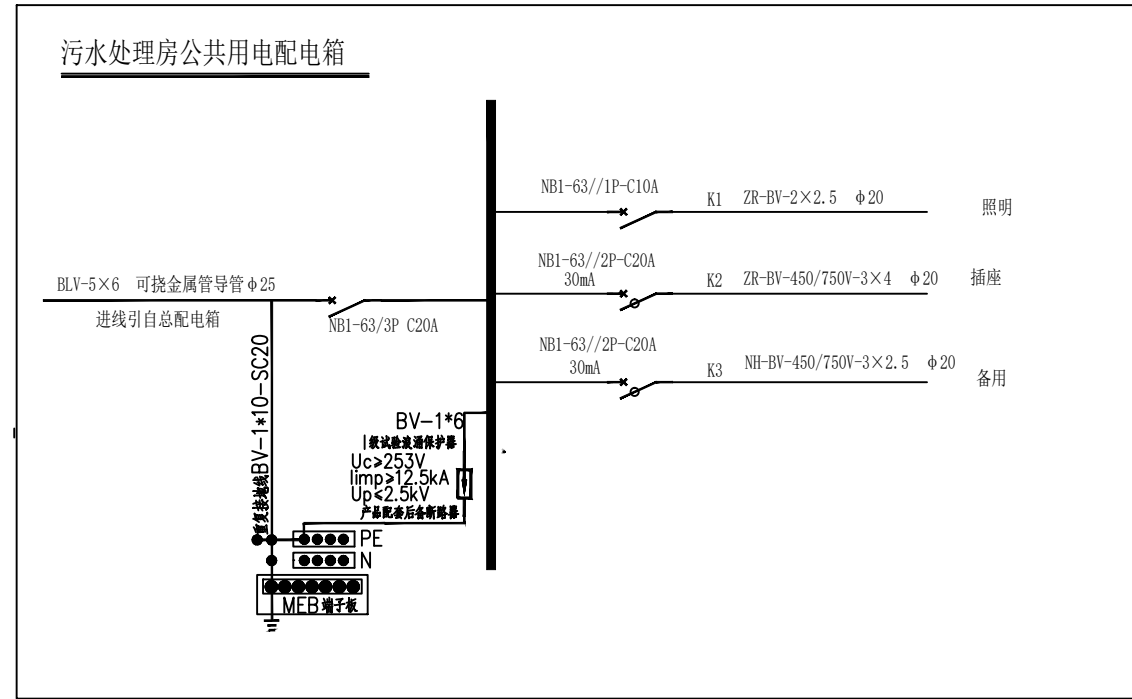 污水处理房公共用电配电箱
NB1-63//1P-C10A
K1 ZR-BV-2×2.5 φ20
照明
NB1-63//2P-C20A
30mA
K2 ZR-BV-450/750V-3×4 φ20
插座
BLV-5×6 可挠金属管导管φ25
进线引自总配电箱
NB1-63/3P C20A
NB1-63//2P-C20A
30mA
K3 NH-BV-450/750V-3×2.5 φ20
备用
重复接地线BV-1*10-SC20
BV-1*6
I级试验浪涌保护器
Uc≥253V
Iimp≥12.5kA
Up≤2.5kV
产品配套后备断路器
PE
N
MEB端子板